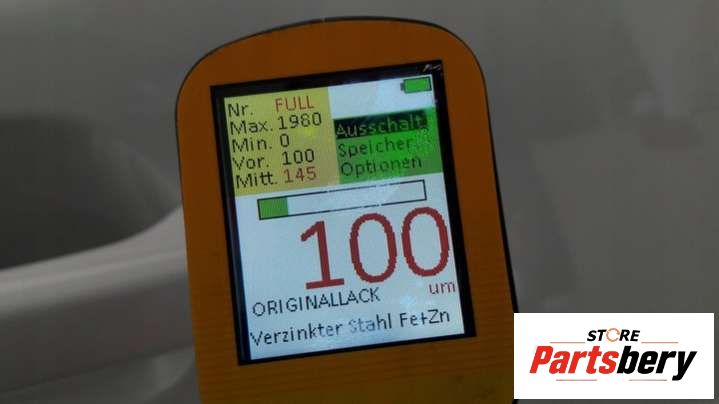 Nr. FULL
Max. 1980
Min. 0
Vor. 100
Mitt. 145
Ausschalt
Speicher
Optionen
100
um
ORIGINALLACK
Verzinkter Stahl Fe+Zn
STORE
Partsbery